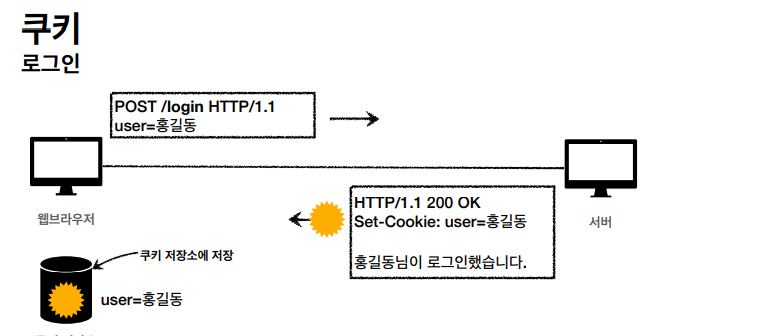 쿠키
로그인
POST /login HTTP/1.1
user=홍길동
웹브라우저
서버
HTTP/1.1 200 OK
Set-Cookie: user=홍길동
홍길동님이 로그인했습니다.
쿠키 저장소에 저장
user=홍길동